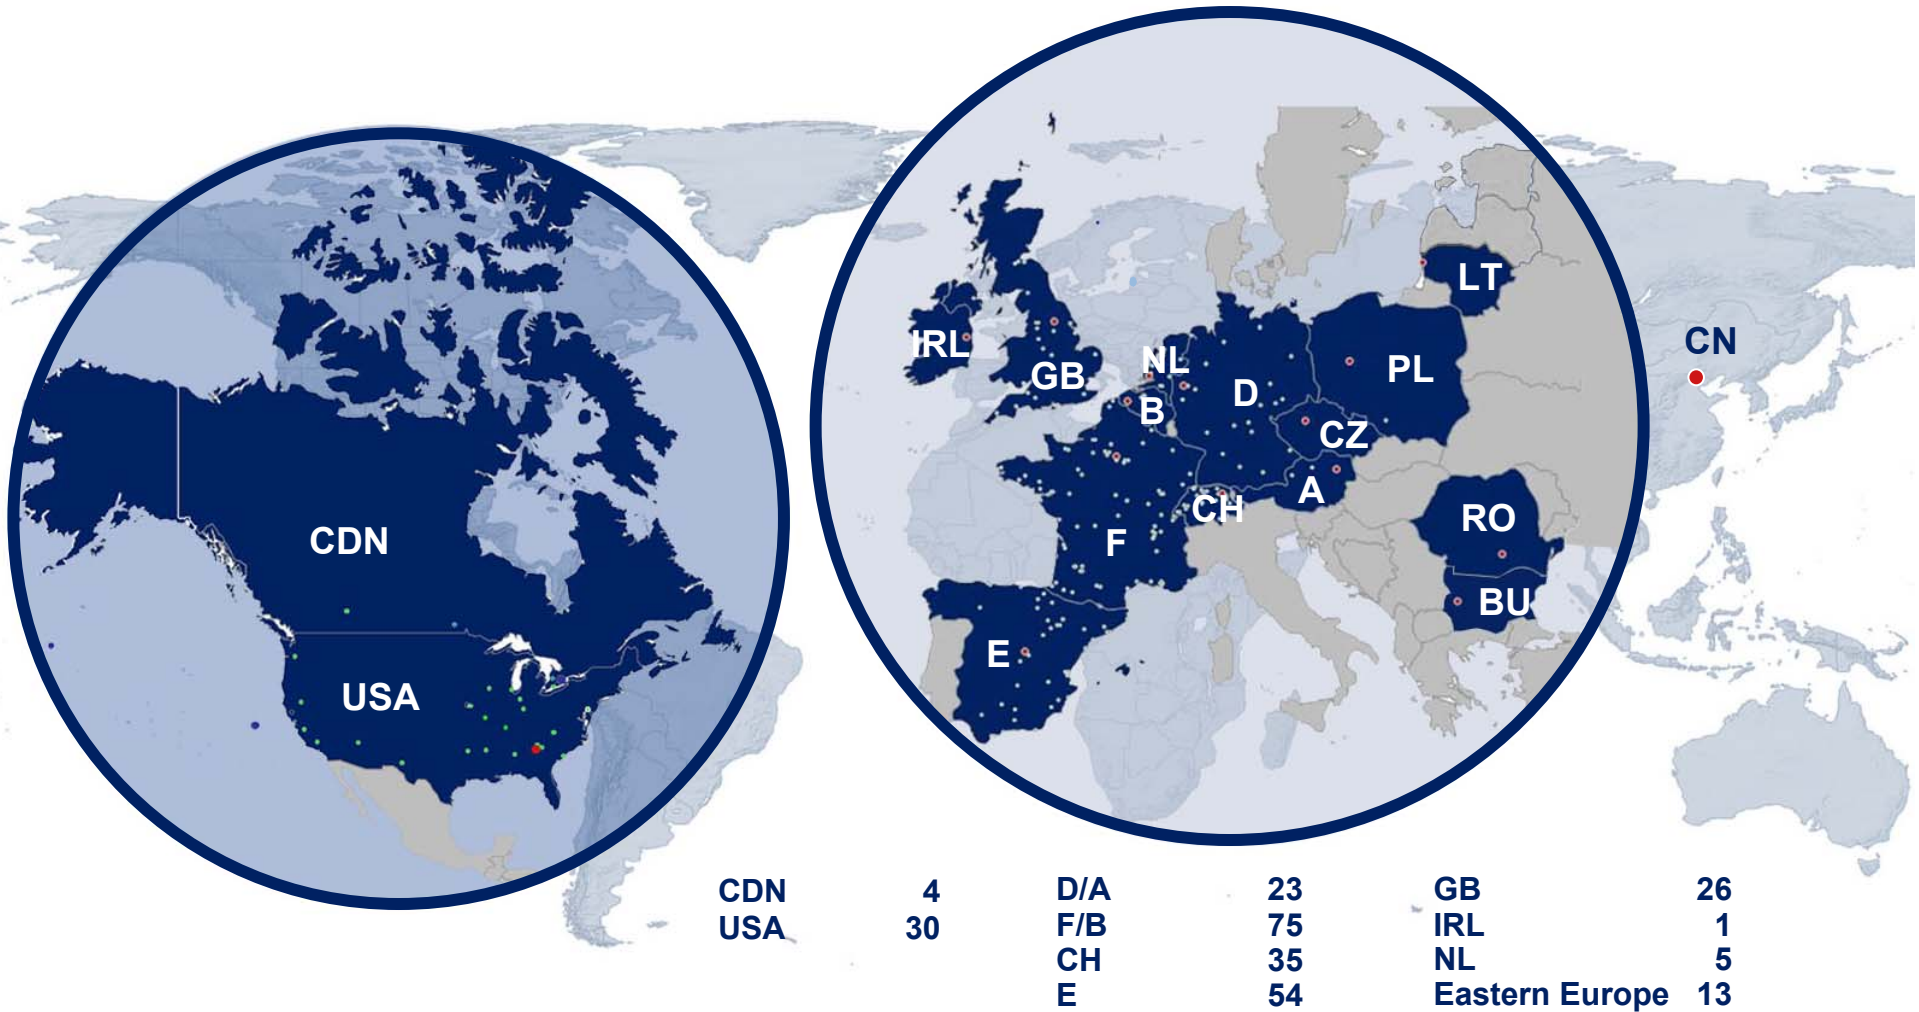 IRL
GB
NL
B
D
PL
LT
CZ
A
CH
F
E
RO
BU
CN
CDN
USA
CDN 4
USA 30
D/A 23
F/B 75
CH 35
E 54
GB 26
IRL 1
NL 5
Eastern Europe 13